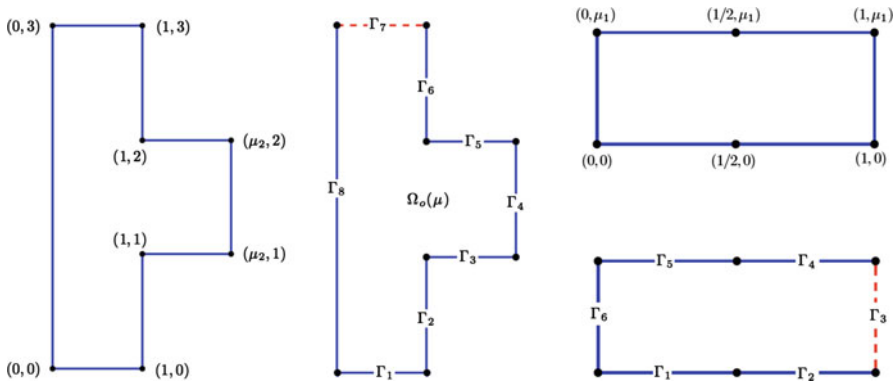 (0, 3)
(1, 3)
(1, 2)
(μ₂, 2)
(1, 1)
(μ₂, 1)
(0, 0)
(1, 0)
Γ₇
Γ₆
Γ₅
Γ₈
Ωₒ(μ)
Γ₄
Γ₃
Γ₂
Γ₁
(0, μ₁)
(1/2, μ₁)
(1, μ₁)
(0, 0)
(1/2, 0)
(1, 0)
Γ₅
Γ₄
Γ₆
Γ₃
Γ₁
Γ₂